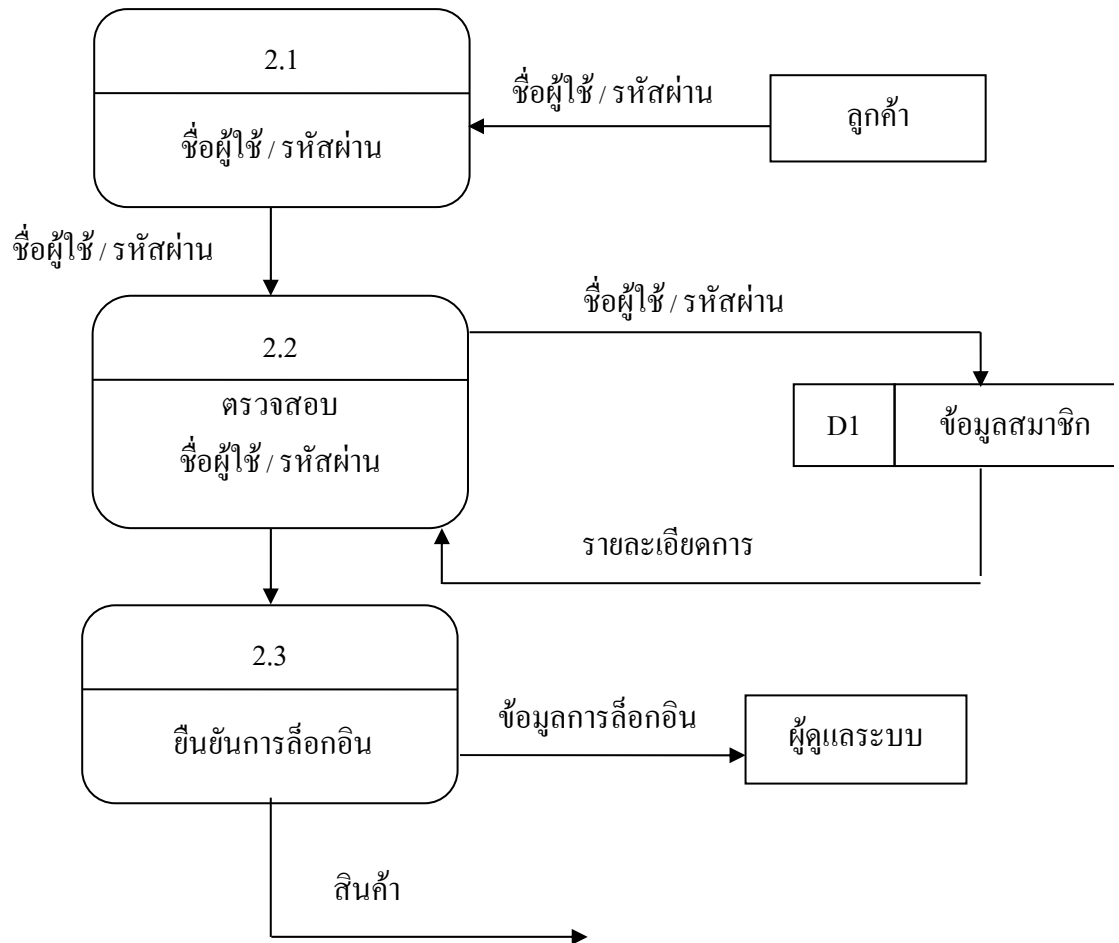 2.1
ชื่อผู้ใช้ / รหัสผ่าน
ชื่อผู้ใช้ / รหัสผ่าน
ลูกค้า
ชื่อผู้ใช้ / รหัสผ่าน
2.2
ตรวจสอบ
ชื่อผู้ใช้ / รหัสผ่าน
ชื่อผู้ใช้ / รหัสผ่าน
D1
ข้อมูลสมาชิก
รายละเอียดการ
2.3
ยืนยันการล็อกอิน
ข้อมูลการล็อกอิน
ผู้ดูแลระบบ
สินค้า